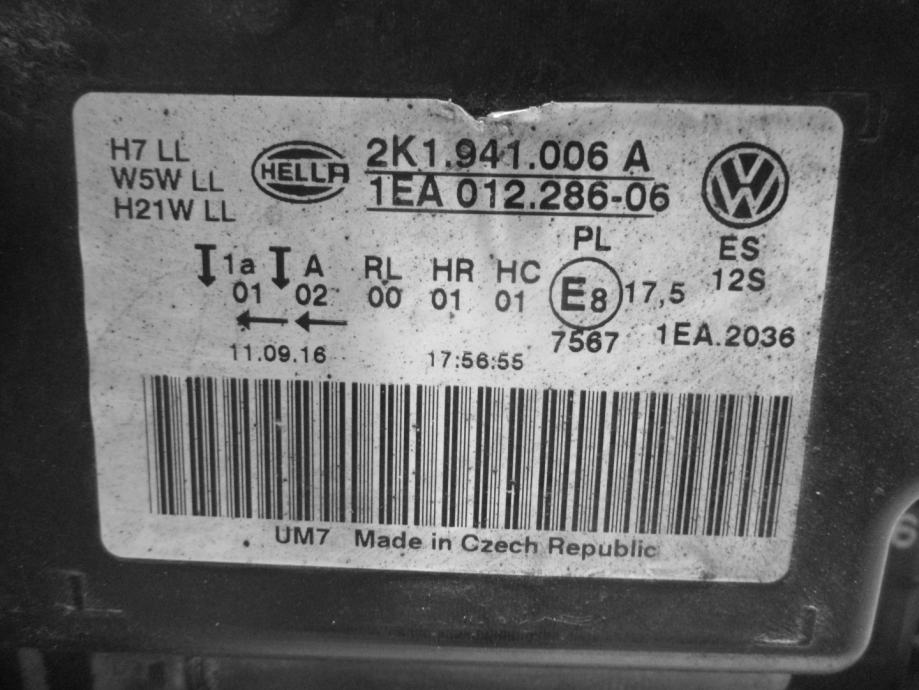 H7 LL
W5W LL
H21W LL
HELLA
2K1.941.006 A
1EA 012.286-06
VW
PL
ES
12S
1a A RL HR HC
01 02 00 01 01
E8 17,5
7567 1EA.2036
11.09.16 17:56:55
UM7 Made in Czech Republic